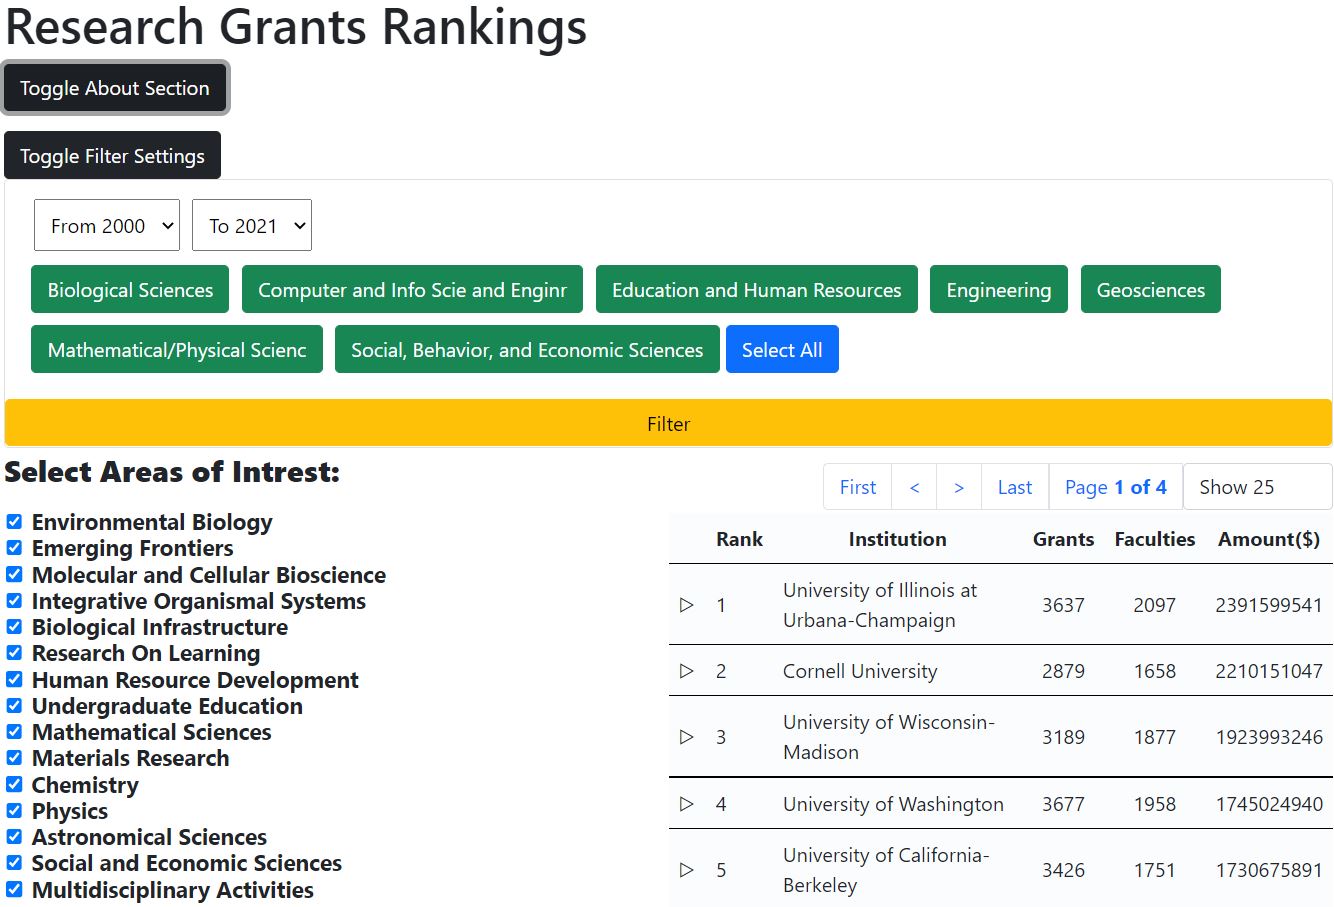 Research Grants Rankings
Toggle About Section
Toggle Filter Settings
From 2000 To 2021
Biological Sciences Computer and Info Scie and Enginr Education and Human Resources Engineering Geosciences
Mathematical/Physical Scienc Social, Behavior, and Economic Sciences Select All
Filter
Select Areas of Intrest:
Environmental Biology
Emerging Frontiers
Molecular and Cellular Bioscience
Integrative Organismal Systems
Biological Infrastructure
Research On Learning
Human Resource Development
Undergraduate Education
Mathematical Sciences
Materials Research
Chemistry
Physics
Astronomical Sciences
Social and Economic Sciences
Multidisciplinary Activities
First < > Last Page 1 of 4 Show 25
Rank Institution Grants Faculties Amount($)
1 University of Illinois at Urbana-Champaign 3637 2097 2391599541
2 Cornell University 2879 1658 2210151047
3 University of Wisconsin-Madison 3189 1877 1923993246
4 University of Washington 3677 1958 1745024940
5 University of California-Berkeley 3426 1751 1730675891